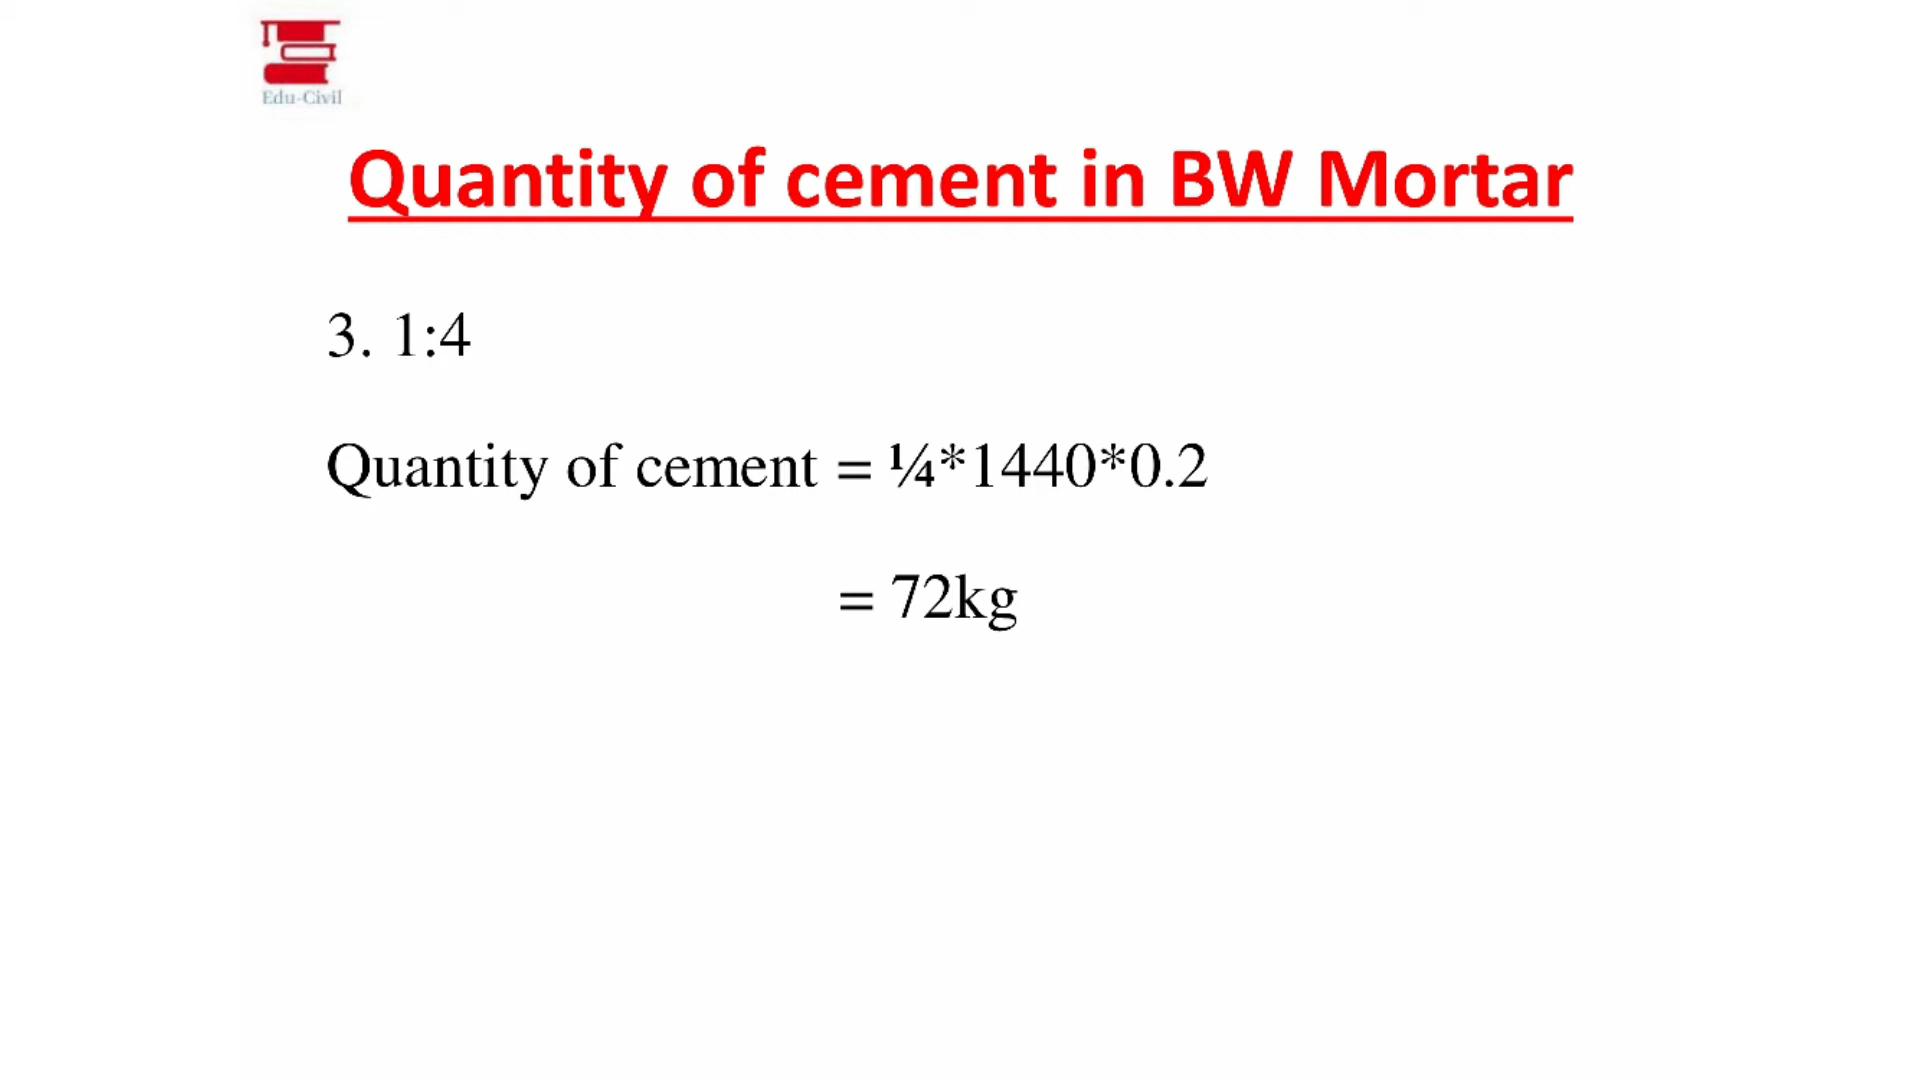 Edu-Civil
Quantity of cement in BW Mortar
3. 1:4
Quantity of cement = ¼*1440*0.2
= 72kg